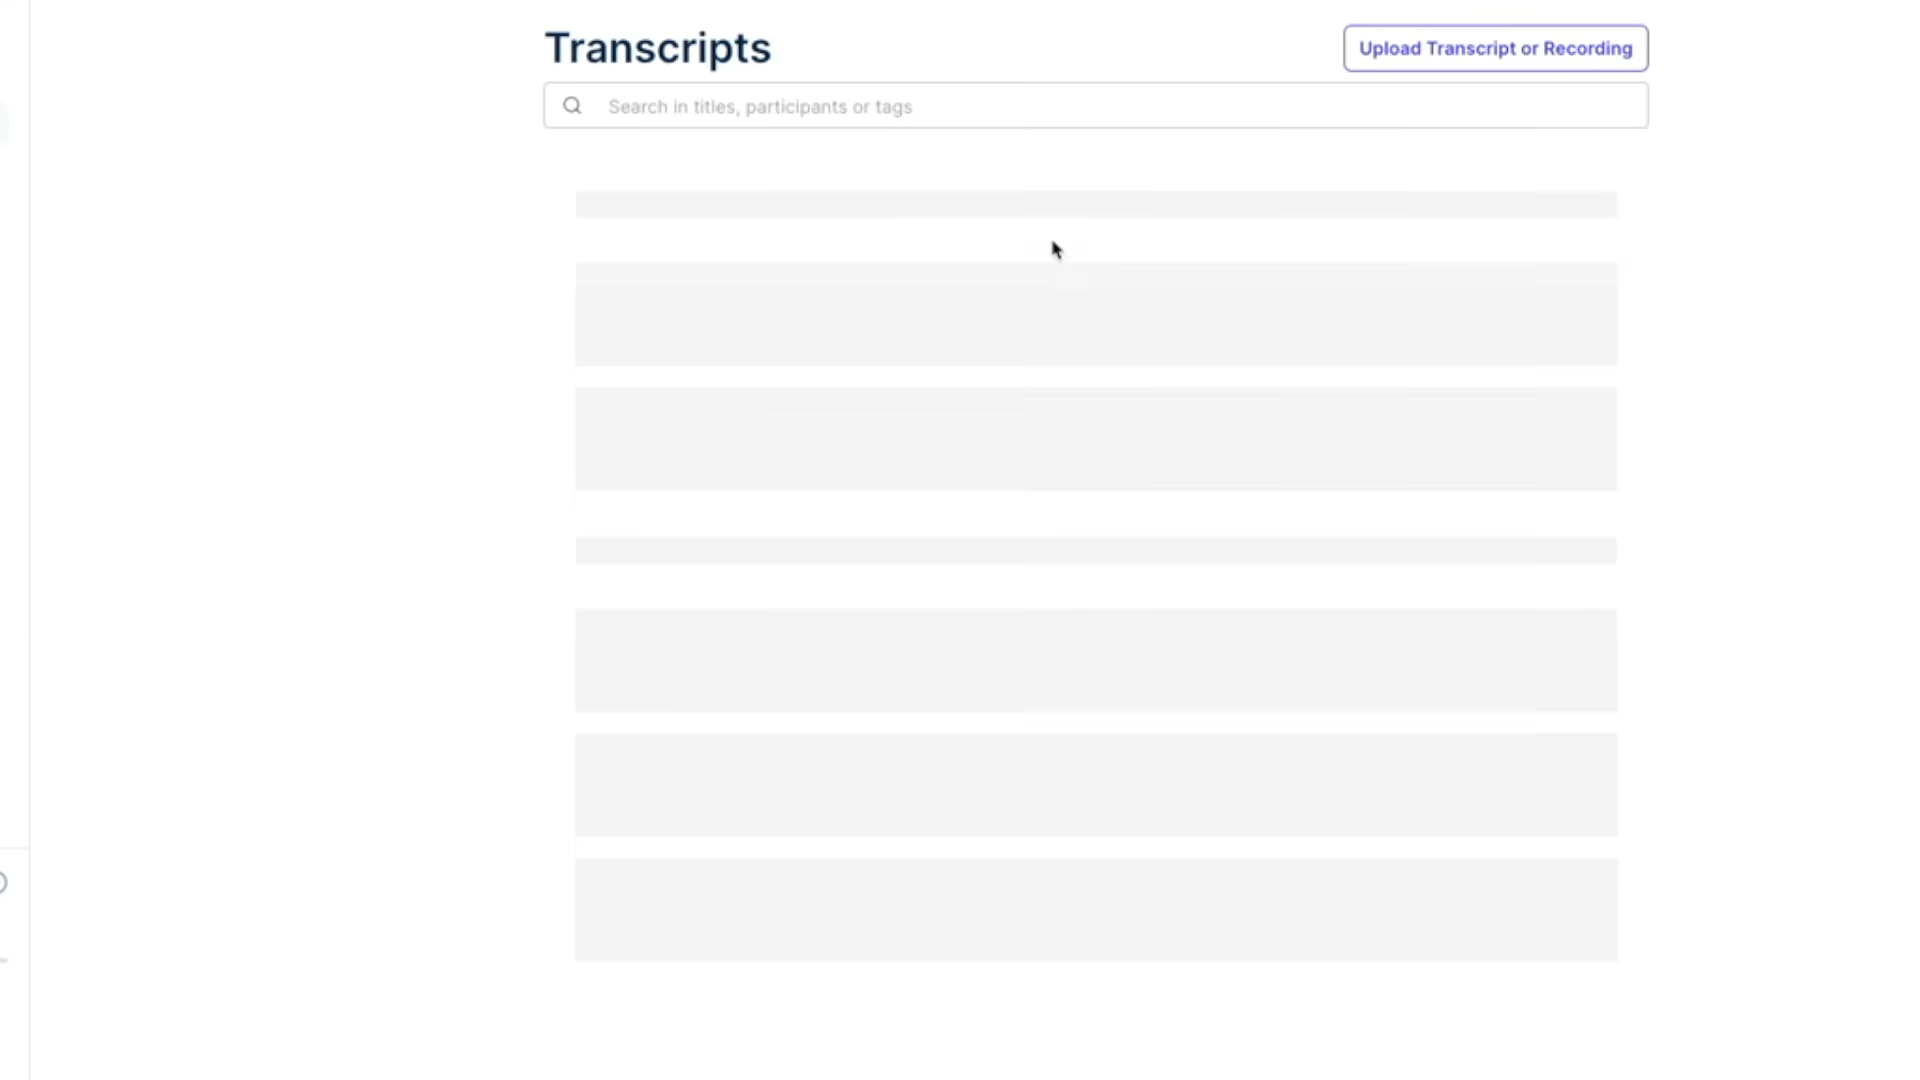 Transcripts
Upload Transcript or Recording
Search in titles, participants or tags